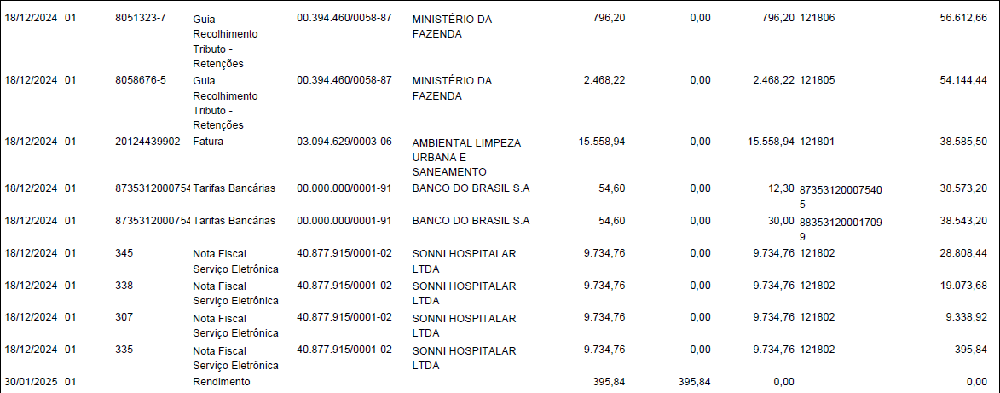 18/12/2024 01 8051323-7 Guia 00.394.460/0058-87 MINISTÉRIO DA 796,20 0,00 796,20 121806 56.612,66
Recolhimento FAZENDA
Tributo -
Retenções
18/12/2024 01 8058676-5 Guia 00.394.460/0058-87 MINISTÉRIO DA 2.468,22 0,00 2.468,22 121805 54.144,44
Recolhimento FAZENDA
Tributo -
Retenções
18/12/2024 01 20124439902 Fatura 03.094.629/0003-06 AMBIENTAL LIMPEZA 15.558,94 0,00 15.558,94 121801 38.585,50
URBANA E
SANEAMENTO
18/12/2024 01 8735312000754 Tarifas Bancárias 00.000.000/0001-91 BANCO DO BRASIL S.A 54,60 0,00 12,30 87353120007540 38.573,20
5
18/12/2024 01 8735312000754 Tarifas Bancárias 00.000.000/0001-91 BANCO DO BRASIL S.A 54,60 0,00 30,00 88353120001709 38.543,20
9
18/12/2024 01 345 Nota Fiscal 40.877.915/0001-02 SONNI HOSPITALAR 9.734,76 0,00 9.734,76 121802 28.808,44
Serviço Eletrônica LTDA
18/12/2024 01 338 Nota Fiscal 40.877.915/0001-02 SONNI HOSPITALAR 9.734,76 0,00 9.734,76 121802 19.073,68
Serviço Eletrônica LTDA
18/12/2024 01 307 Nota Fiscal 40.877.915/0001-02 SONNI HOSPITALAR 9.734,76 0,00 9.734,76 121802 9.338,92
Serviço Eletrônica LTDA
18/12/2024 01 335 Nota Fiscal 40.877.915/0001-02 SONNI HOSPITALAR 9.734,76 0,00 9.734,76 121802 -395,84
Serviço Eletrônica LTDA
30/01/2025 01 Rendimento 395,84 395,84 0,00 0,00